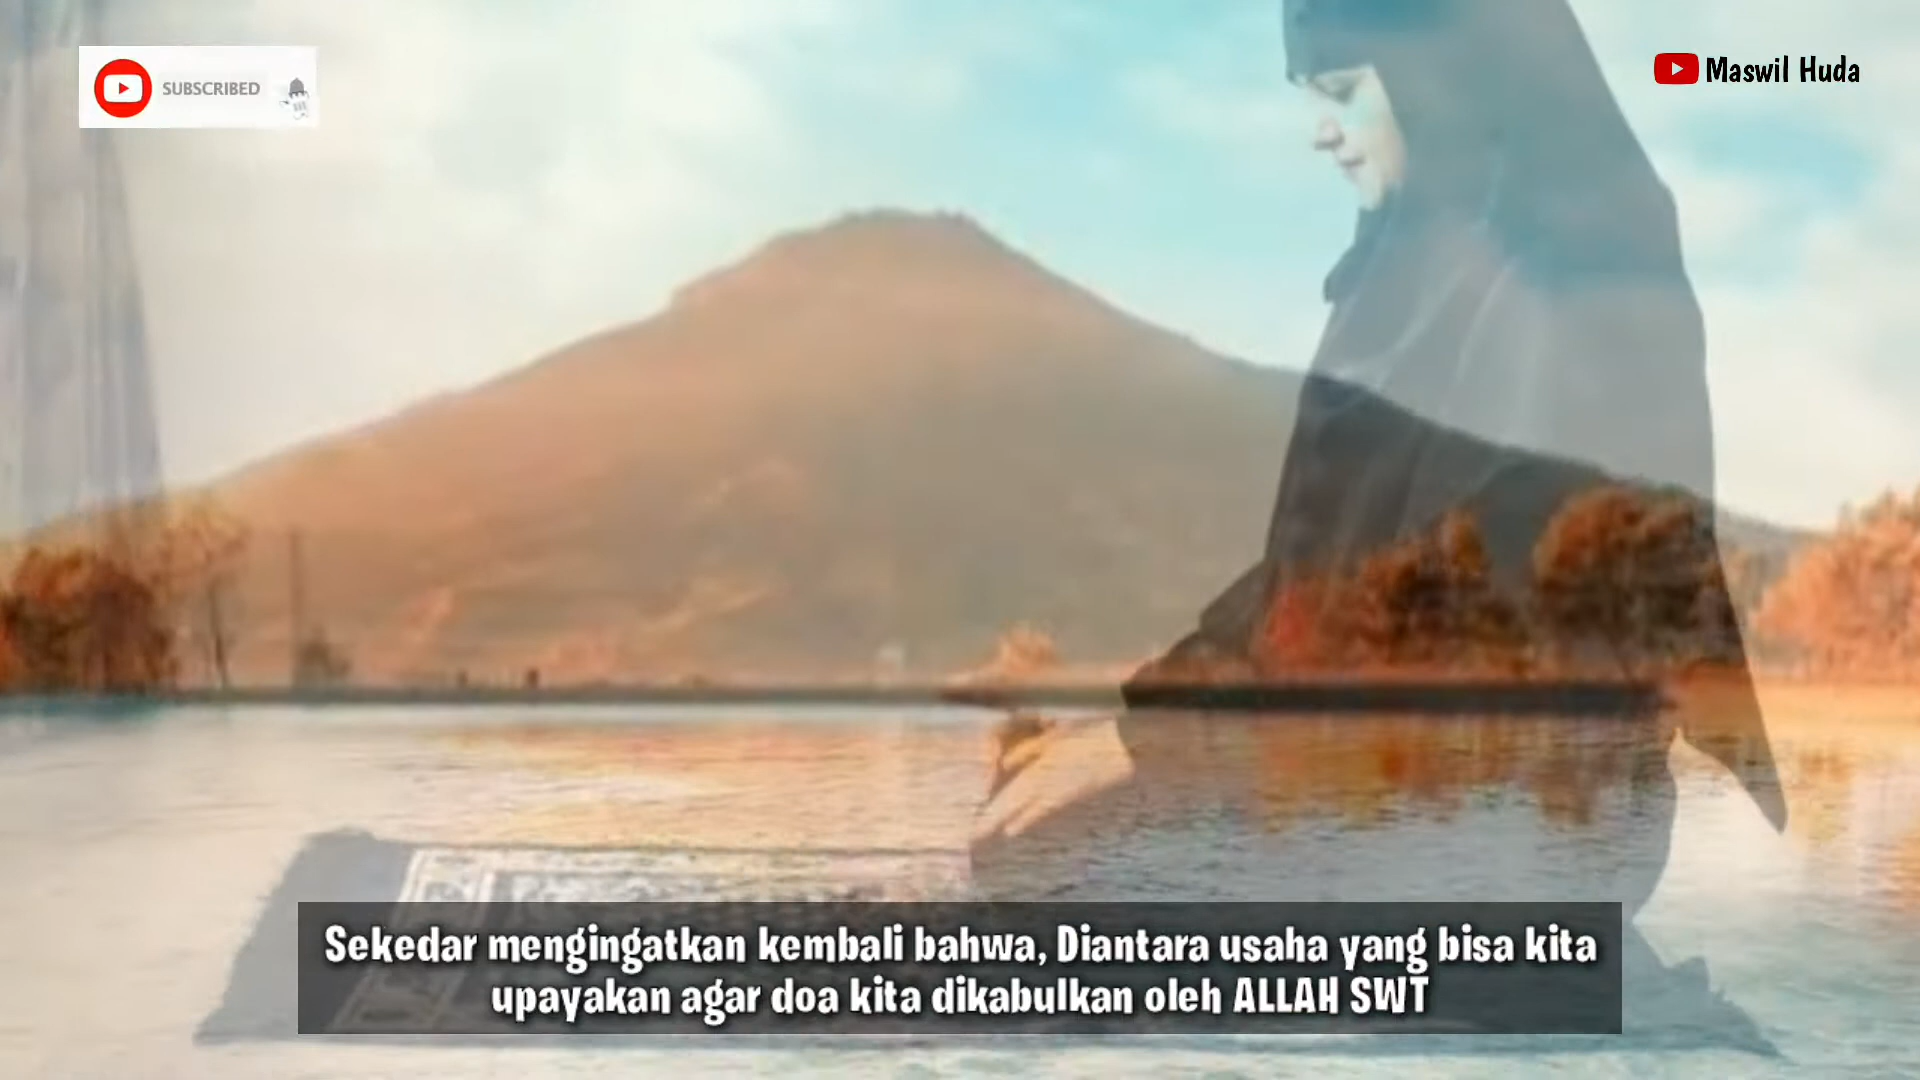 SUBSCRIBED
Maswil Huda
Sekedar mengingatkan kembali bahwa, Diantara usaha yang bisa kita
upayakan agar doa kita dikabulkan oleh ALLAH SWT